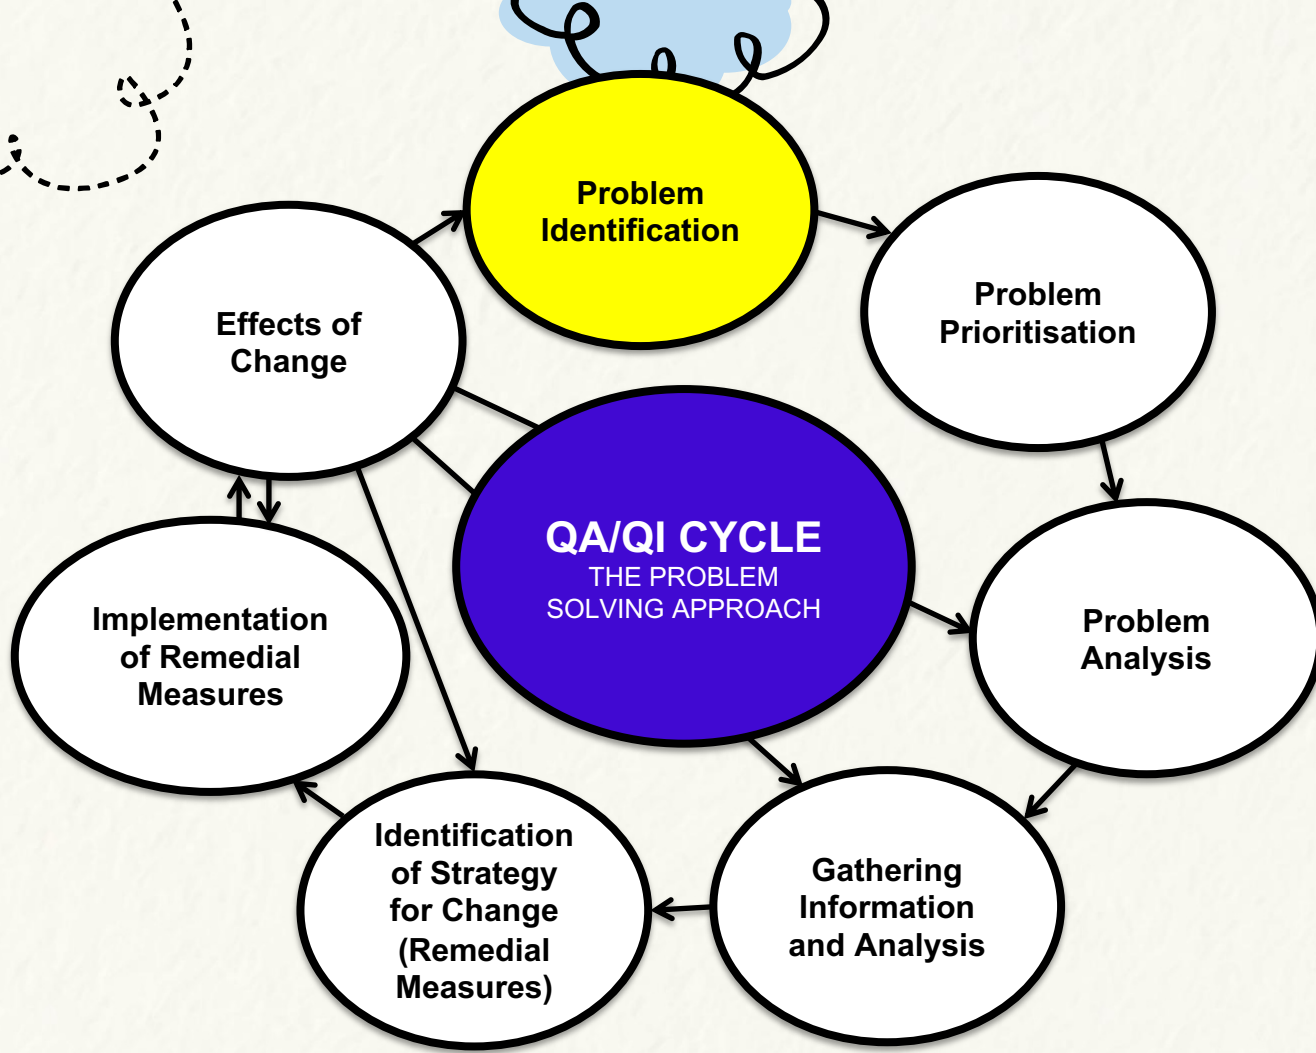 Problem
Identification
Problem
Prioritisation
Effects of
Change
QA/QI CYCLE
THE PROBLEM
SOLVING APPROACH
Problem
Analysis
Implementation
of Remedial
Measures
Identification
of Strategy
for Change
(Remedial
Measures)
Gathering
Information
and Analysis